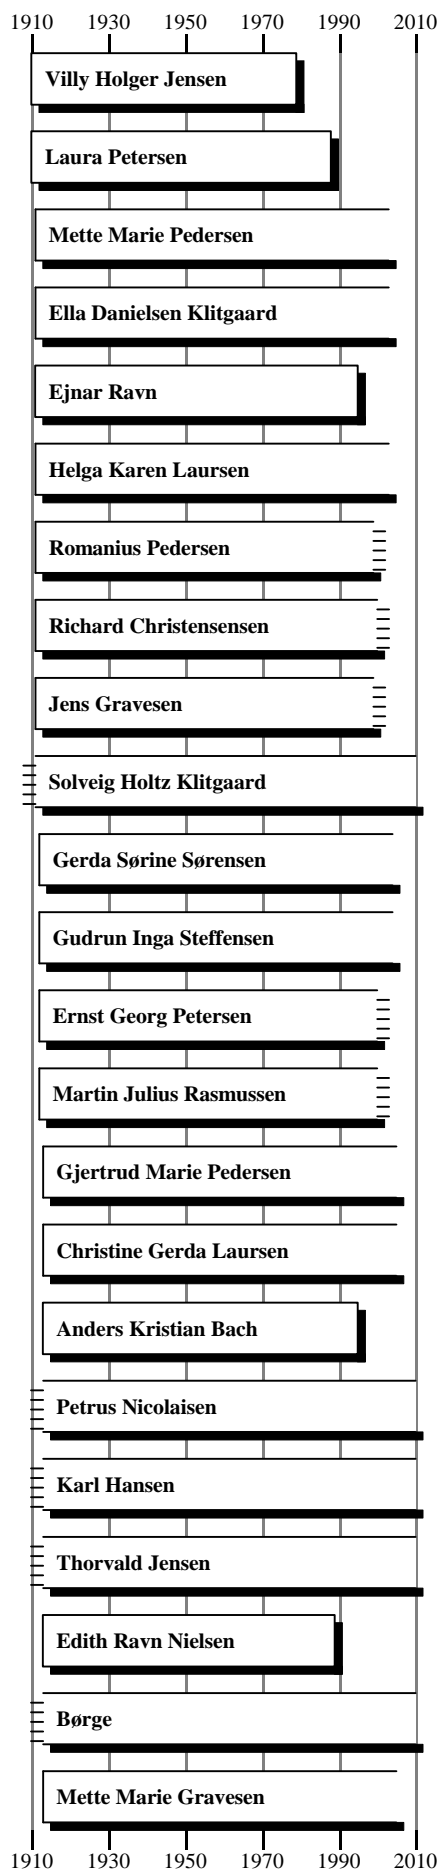 1910 1930 1950 1970 1990 2010
Villy Holger Jensen
Laura Petersen
Mette Marie Pedersen
Ella Danielsen Klitgaard
Ejnar Ravn
Helga Karen Laursen
Romanius Pedersen
Richard Christensensen
Jens Gravesen
Solveig Holtz Klitgaard
Gerda Sørine Sørensen
Gudrun Inga Steffensen
Ernst Georg Petersen
Martin Julius Rasmussen
Gjertrud Marie Pedersen
Christine Gerda Laursen
Anders Kristian Bach
Petrus Nicolaisen
Karl Hansen
Thorvald Jensen
Edith Ravn Nielsen
Børge
Mette Marie Gravesen
1910 1930 1950 1970 1990 2010